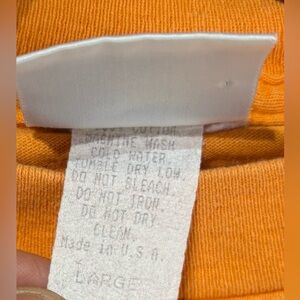 COTTON
MACHINE WASH
COLD WATER.
TUMBLE DRY LOW.
DO NOT BLEACH.
DO NOT IRON.
DO NOT DRY
CLEAN.
Made in U.S.A.
LARGE